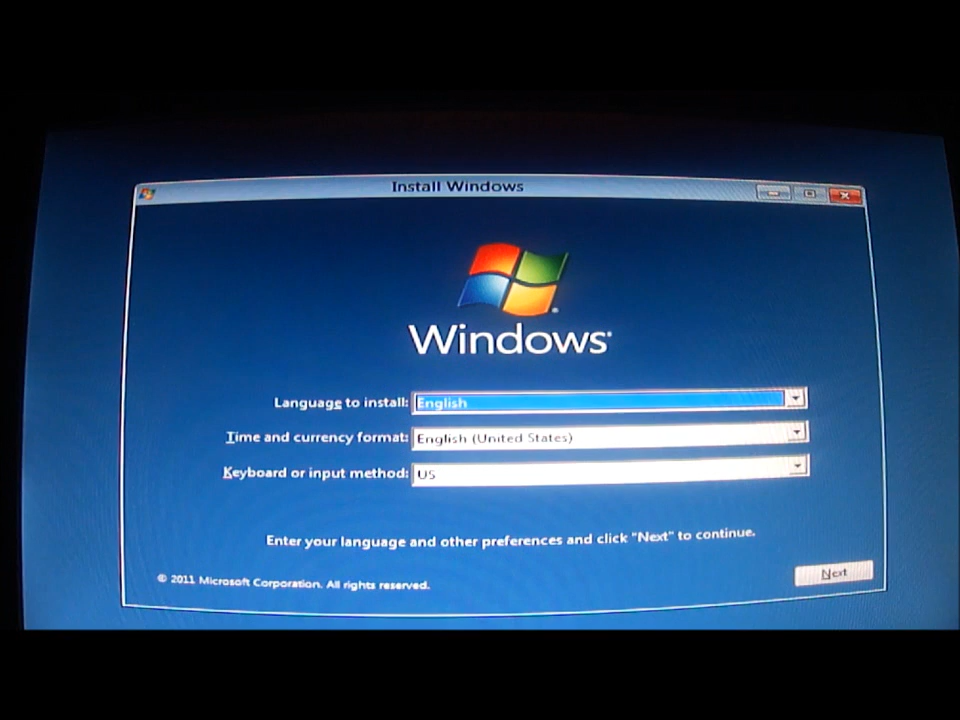 Install Windows
Windows®
Language to install: English
Time and currency format: English (United States)
Keyboard or input method: US
Enter your language and other preferences and click "Next" to continue.
© 2011 Microsoft Corporation. All rights reserved.
Next